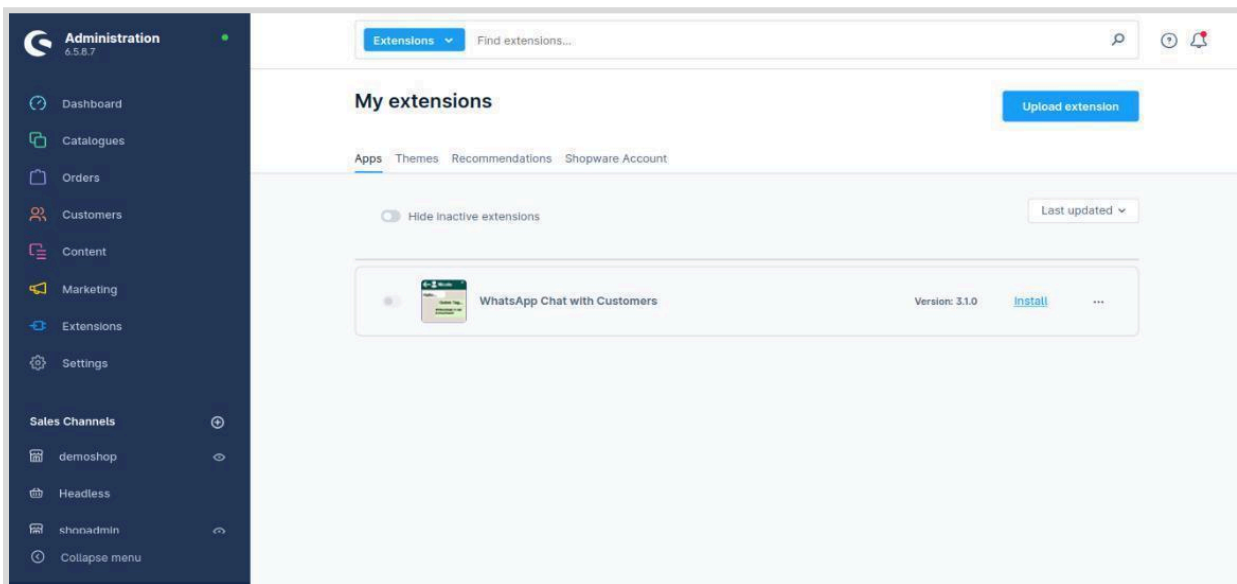 Administration
6.5.8.7
Dashboard
Catalogues
Orders
Customers
Content
Marketing
Extensions
Settings
Sales Channels
demoshop
Headless
shopadmin
Collapse menu
Extensions Find extensions...
My extensions
Upload extension
Apps Themes Recommendations Shopware Account
Hide inactive extensions
Last updated
WhatsApp Chat with Customers Version: 3.1.0 Install ...